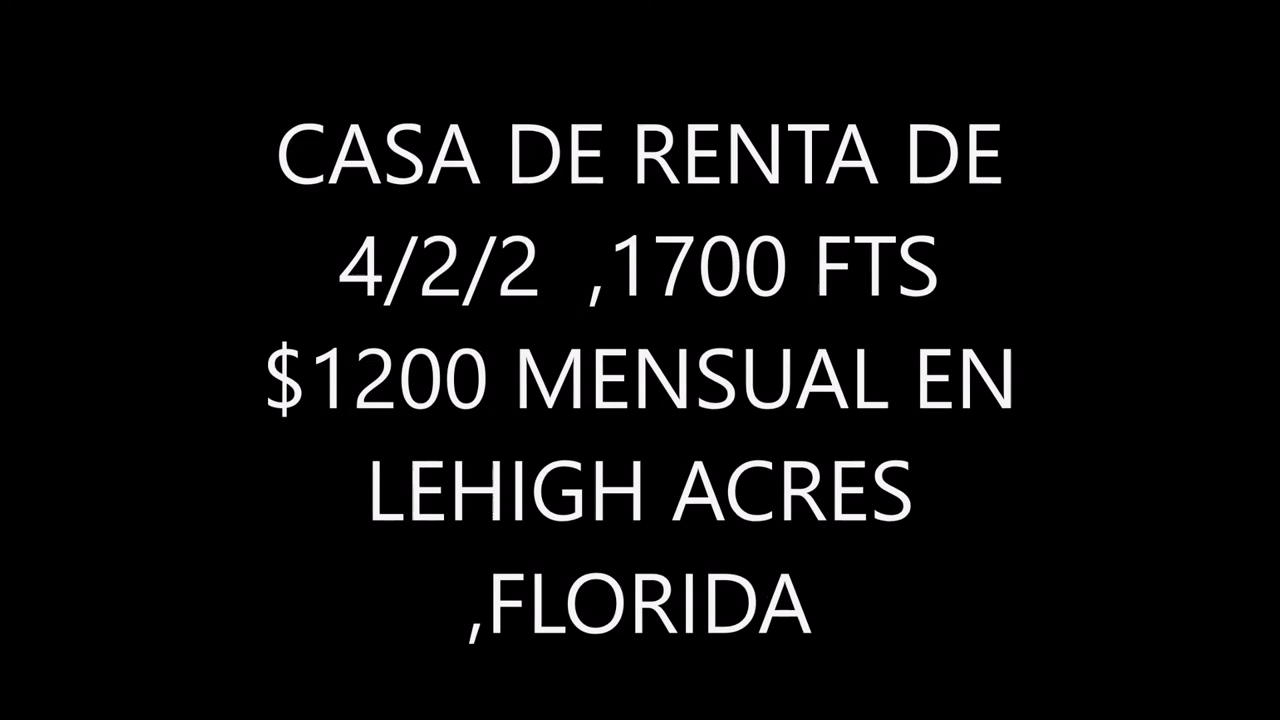 CASA DE RENTA DE
4/2/2  ,1700 FTS
$1200 MENSUAL EN
LEHIGH ACRES
,FLORIDA